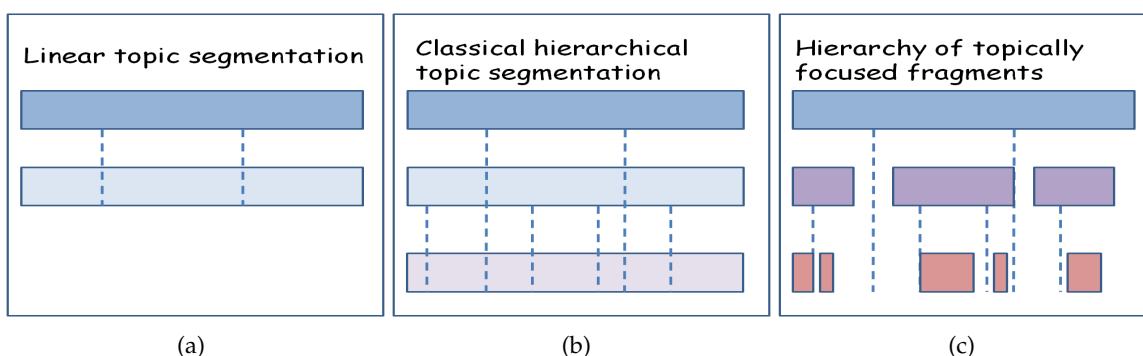 Linear topic segmentation
Classical hierarchical
topic segmentation
Hierarchy of topically
focused fragments
(a)
(b)
(c)